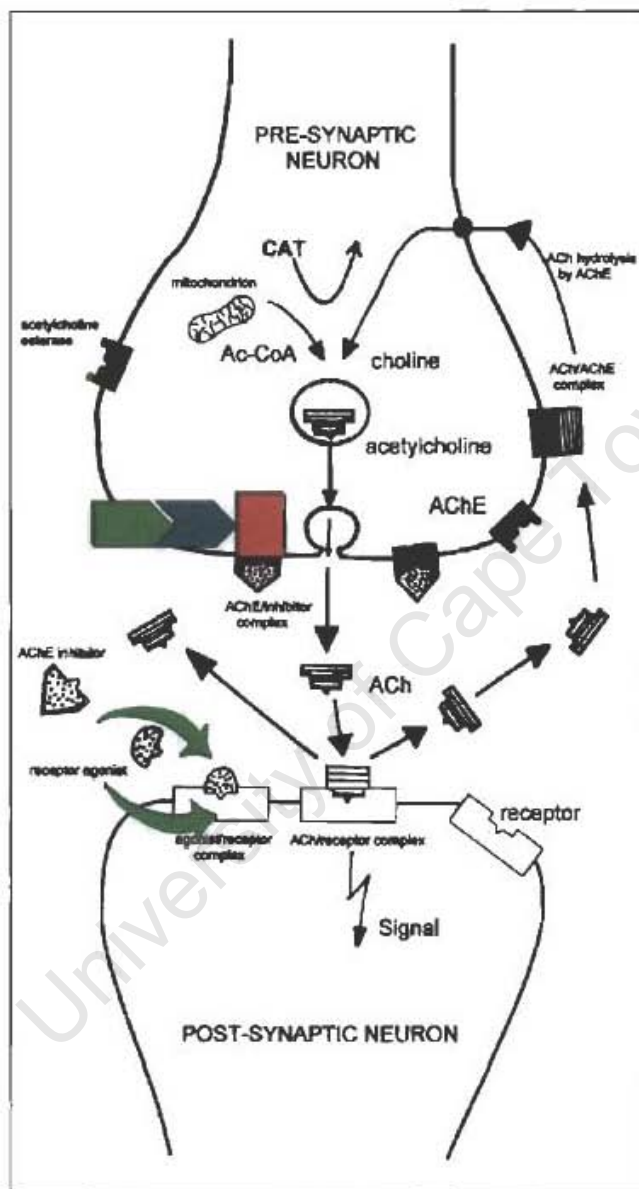 PRE-SYNAPTIC
NEURON
CAT
ACh hydrolysis
by AChE
mitochondrion
acetylcholine
esterase
Ac-CoA
choline
ACh/AChE
complex
acetylcholine
AChE
AChE/inhibitor
complex
AChE inhibitor
ACh
receptor agonist
receptor
agonist/receptor
complex
ACh/receptor complex
Signal
POST-SYNAPTIC NEURON
University of Cape Tow